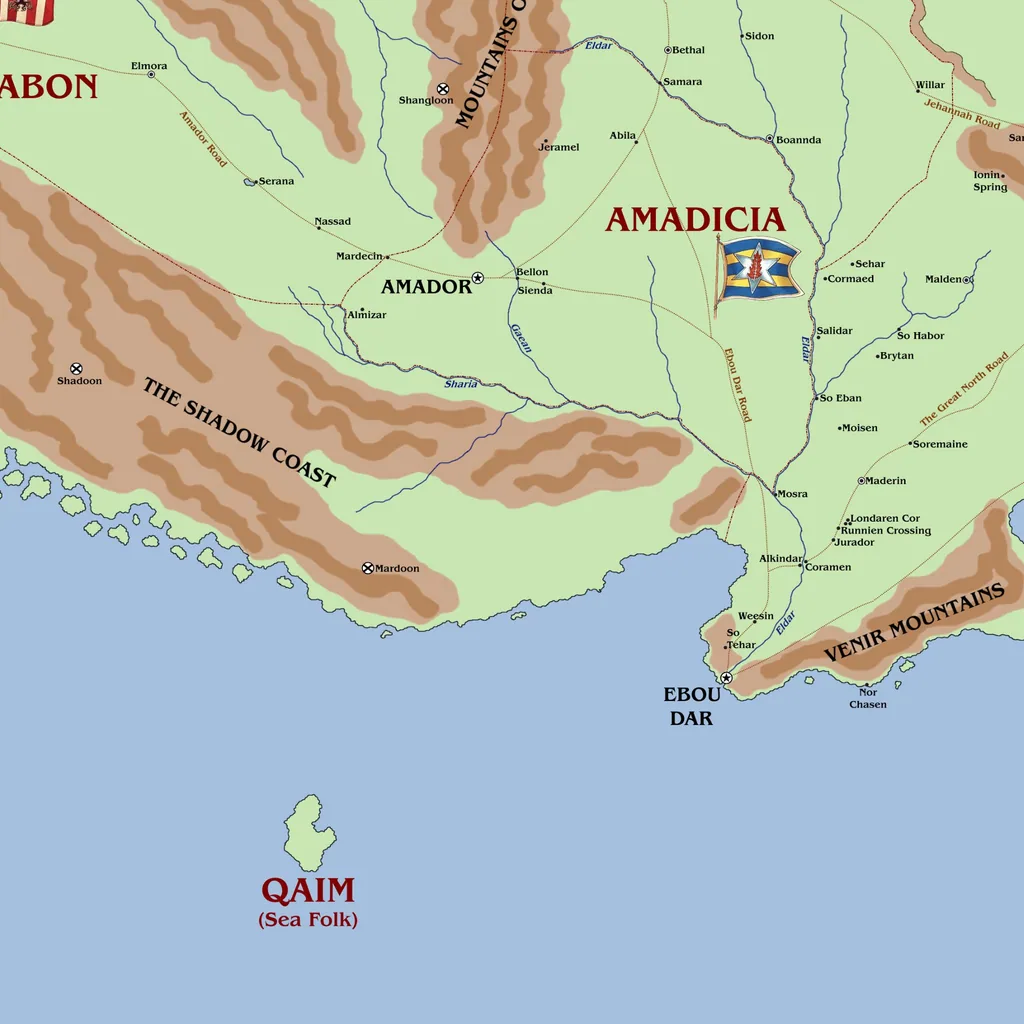 Eldar
Sidon
Bethal
Elmora
ABON
MOUNTAINS O
Samara
Willar
Shangloon
Jehannah Road
Amador Road
Abila
Boannda
Jeramel
Ionin
Spring
Serana
AMADICIA
Nassad
Mardecin
Sehar
Bellon
Cormaed
Malden
AMADOR
Sienda
Almizar
Salidar
So Habor
Gaean
Eldar
Brytan
Shadoon
Ebou Dar Road
The Great North Road
Sharia
So Eban
THE SHADOW COAST
Moisen
Soremaine
Maderin
Mosra
Londaren Cor
Runnien Crossing
Jurador
Alkindar
Coramen
Mardoon
Weesin
Eldar
So
Tehar
VENIR MOUNTAINS
EBOU
DAR
Nor
Chasen
QAIM
(Sea Folk)